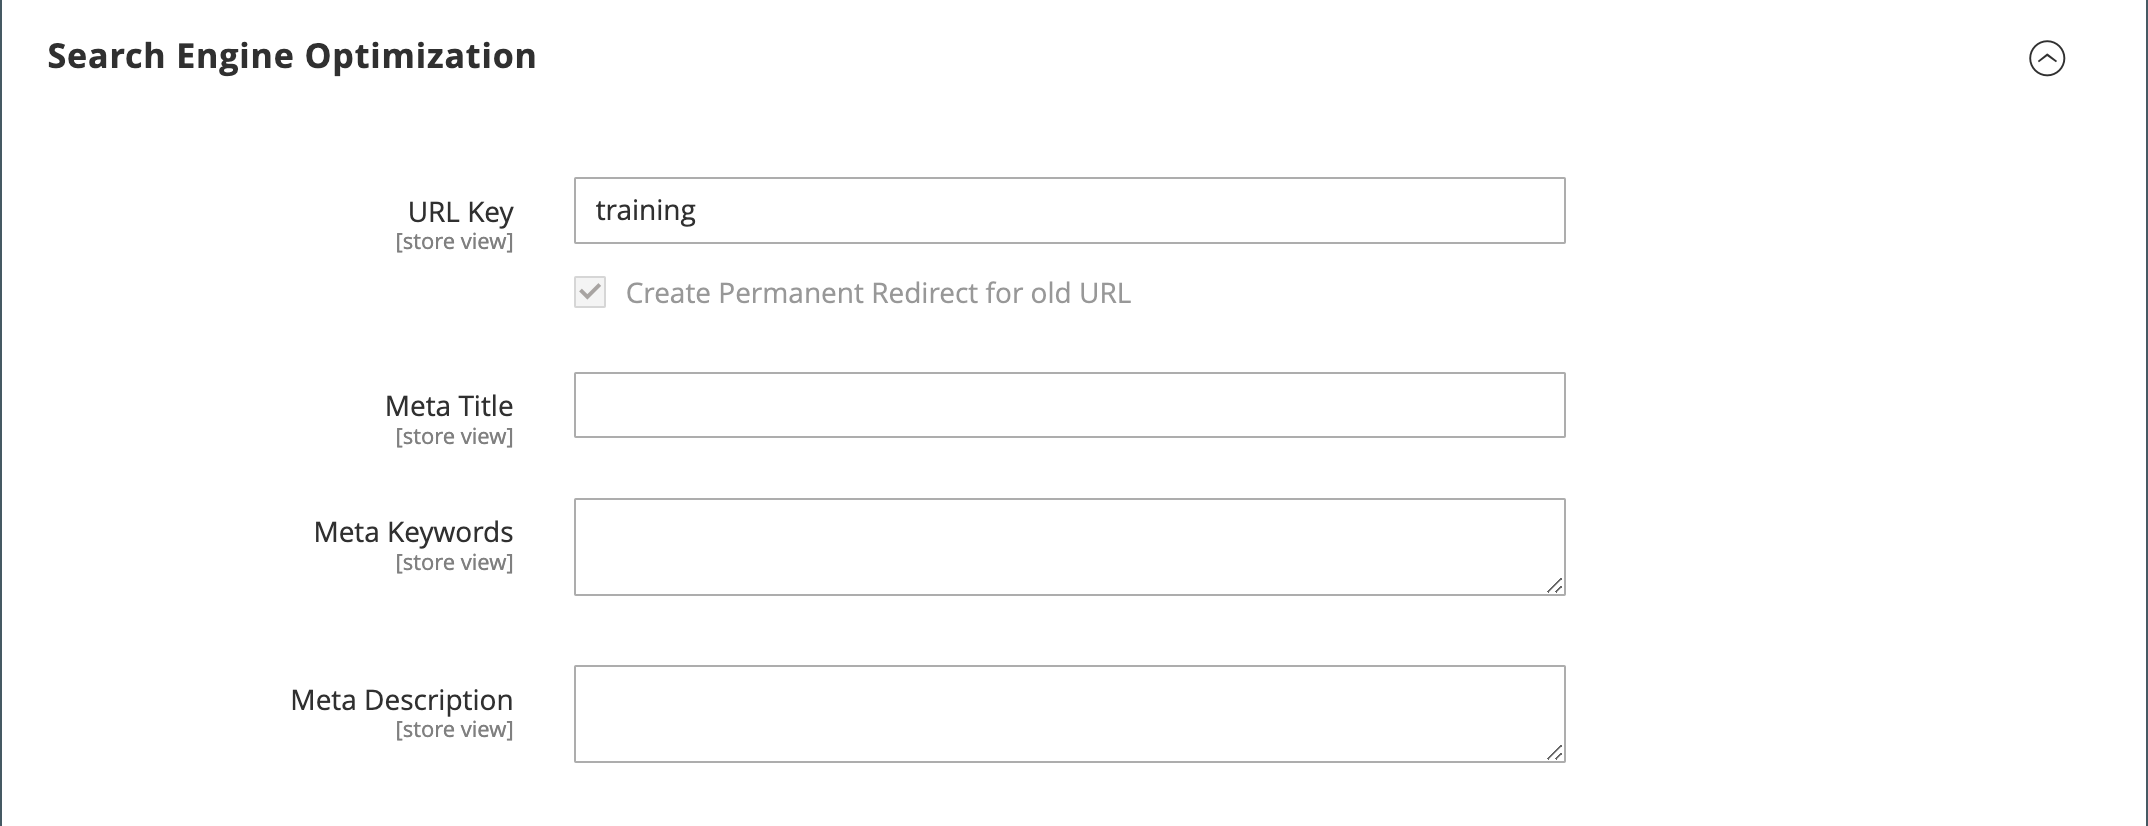 Search Engine Optimization
URL Key
[store view]
training
Create Permanent Redirect for old URL
Meta Title
[store view]
Meta Keywords
[store view]
Meta Description
[store view]